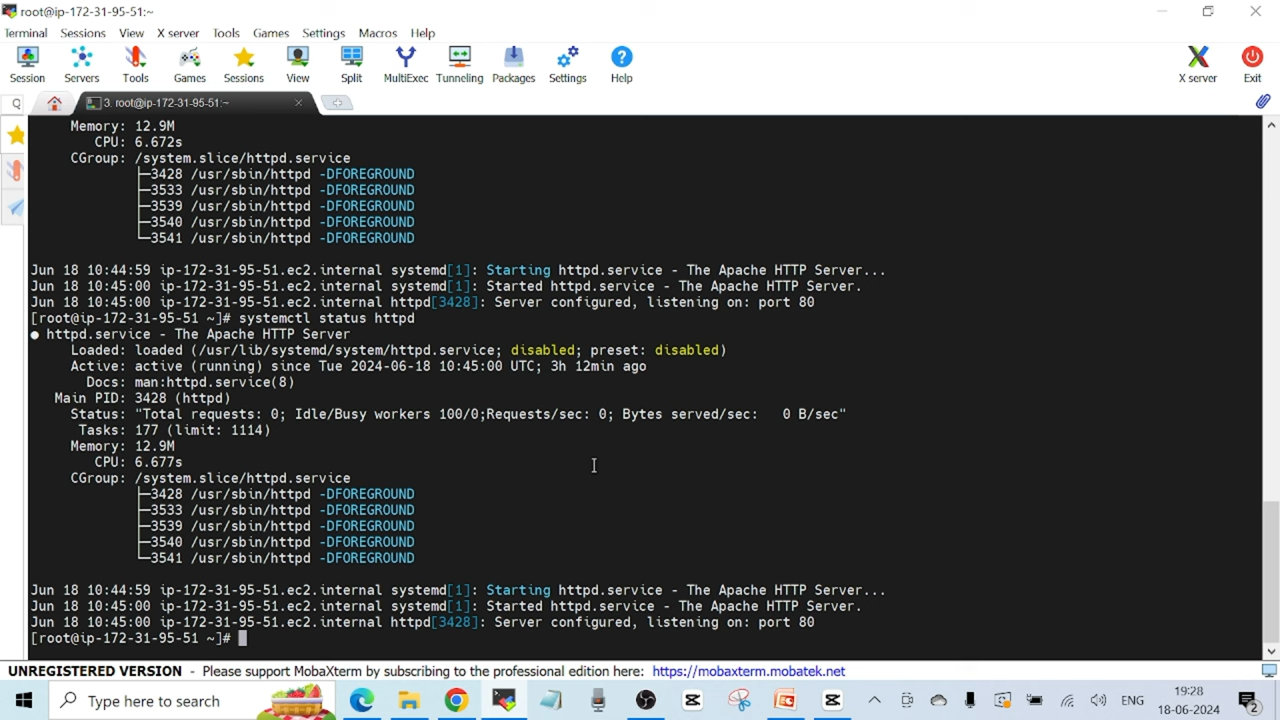 root@ip-172-31-95-51:~
Terminal Sessions View X server Tools Games Settings Macros Help
Session Servers Tools Games Sessions View Split MultiExec Tunneling Packages Settings Help X server Exit
3. root@ip-172-31-95-51:~
Memory: 12.9M
CPU: 6.672s
CGroup: /system.slice/httpd.service
├─3428 /usr/sbin/httpd -DFOREGROUND
├─3533 /usr/sbin/httpd -DFOREGROUND
├─3539 /usr/sbin/httpd -DFOREGROUND
├─3540 /usr/sbin/httpd -DFOREGROUND
└─3541 /usr/sbin/httpd -DFOREGROUND
Jun 18 10:44:59 ip-172-31-95-51.ec2.internal systemd[1]: Starting httpd.service - The Apache HTTP Server...
Jun 18 10:45:00 ip-172-31-95-51.ec2.internal systemd[1]: Started httpd.service - The Apache HTTP Server.
Jun 18 10:45:00 ip-172-31-95-51.ec2.internal httpd[3428]: Server configured, listening on: port 80
[root@ip-172-31-95-51 ~]# systemctl status httpd
● httpd.service - The Apache HTTP Server
Loaded: loaded (/usr/lib/systemd/system/httpd.service; disabled; preset: disabled)
Active: active (running) since Tue 2024-06-18 10:45:00 UTC; 3h 12min ago
Docs: man:httpd.service(8)
Main PID: 3428 (httpd)
Status: "Total requests: 0; Idle/Busy workers 100/0;Requests/sec: 0; Bytes served/sec:   0 B/sec"
Tasks: 177 (limit: 1114)
Memory: 12.9M
CPU: 6.677s
CGroup: /system.slice/httpd.service
├─3428 /usr/sbin/httpd -DFOREGROUND
├─3533 /usr/sbin/httpd -DFOREGROUND
├─3539 /usr/sbin/httpd -DFOREGROUND
├─3540 /usr/sbin/httpd -DFOREGROUND
└─3541 /usr/sbin/httpd -DFOREGROUND
Jun 18 10:44:59 ip-172-31-95-51.ec2.internal systemd[1]: Starting httpd.service - The Apache HTTP Server...
Jun 18 10:45:00 ip-172-31-95-51.ec2.internal systemd[1]: Started httpd.service - The Apache HTTP Server.
Jun 18 10:45:00 ip-172-31-95-51.ec2.internal httpd[3428]: Server configured, listening on: port 80
[root@ip-172-31-95-51 ~]#
UNREGISTERED VERSION - Please support MobaXterm by subscribing to the professional edition here: https://mobaxterm.mobatek.net
Type here to search
ENG
19:28
18-06-2024
2